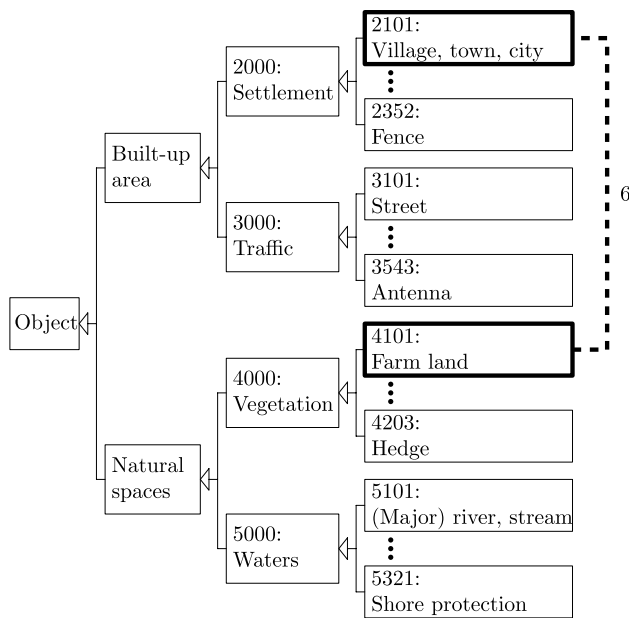 2101:
Village, town, city
2000:
Settlement
2352:
Fence
Built-up
area
3101:
Street
6
3000:
Traffic
3543:
Antenna
Object
4101:
Farm land
4000:
Vegetation
4203:
Hedge
Natural
spaces
5101:
(Major) river, stream
5000:
Waters
5321:
Shore protection